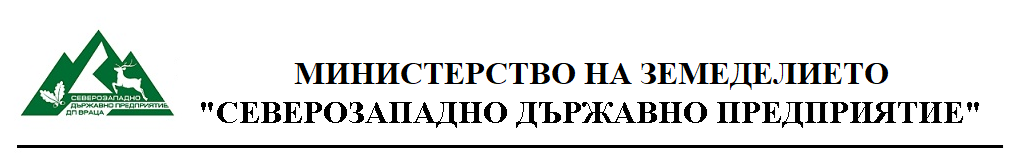 СЕВЕРОЗАПАДНО
ДЪРЖАВНО ПРЕДПРИЯТИЕ
ДП ВРАЦА
МИНИСТЕРСТВО НА ЗЕМЕДЕЛИЕТО
"СЕВЕРОЗАПАДНО ДЪРЖАВНО ПРЕДПРИЯТИЕ"